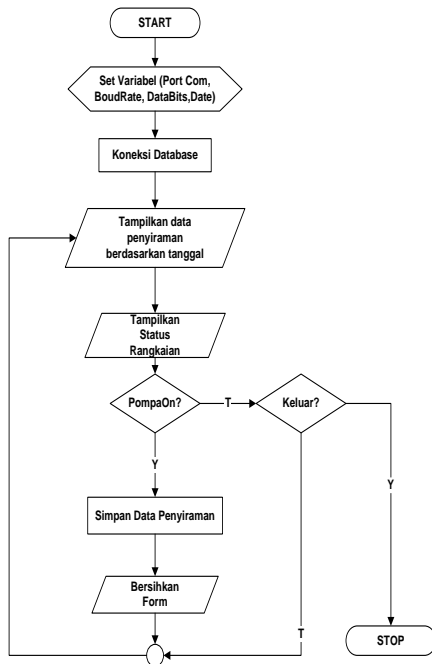 START
Set Variabel (Port Com,
BoudRate, DataBits,Date)
Koneksi Database
Tampilkan data
penyiraman
berdasarkan tanggal
Tampilkan
Status
Rangkaian
PompaOn?
T
Keluar?
Y
Y
Simpan Data Penyiraman
Bersihkan
Form
T
STOP